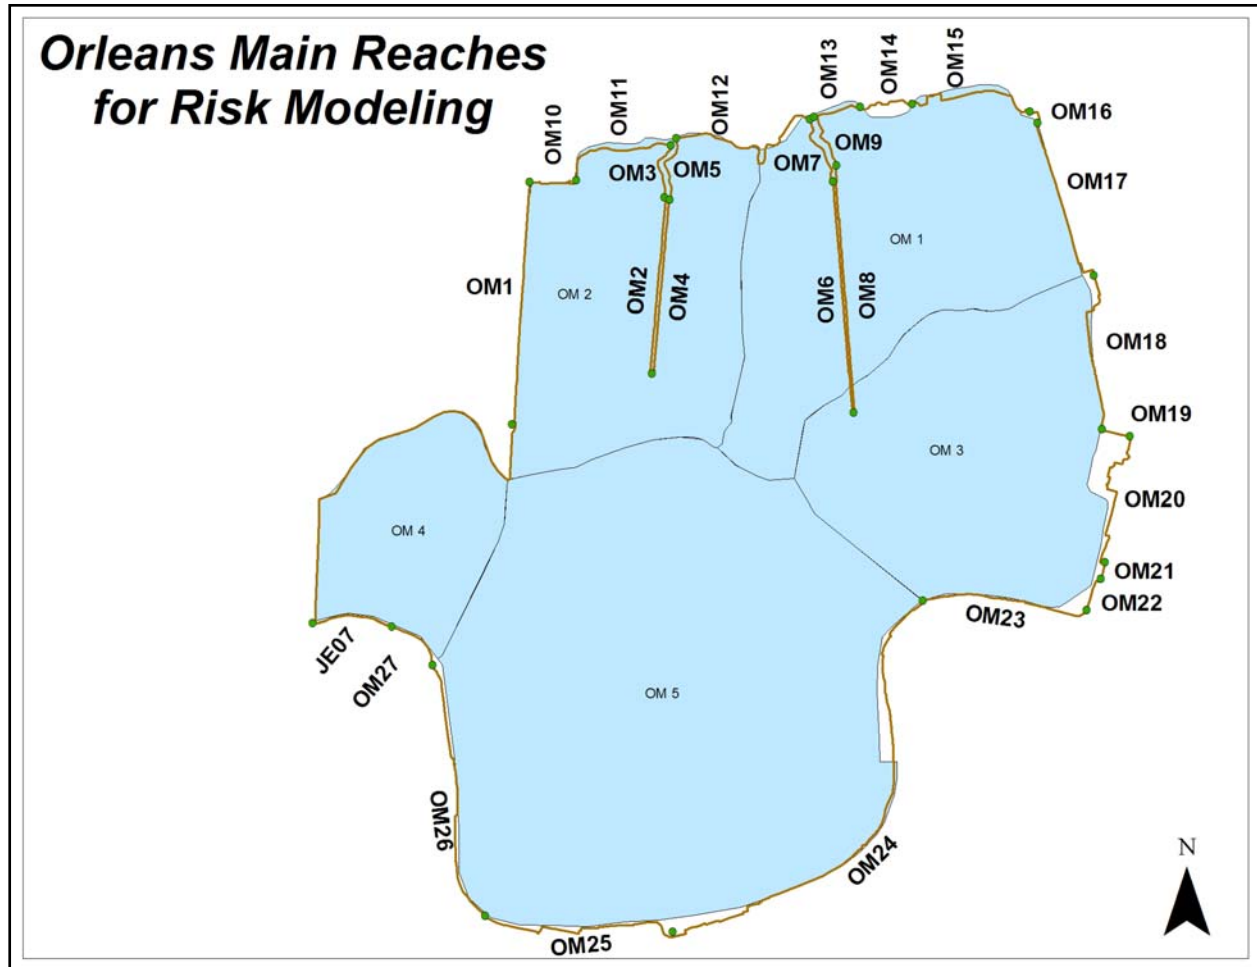 Orleans Main Reaches
for Risk Modeling
OM10
OM11
OM12
OM13
OM14
OM15
OM16
OM3
OM5
OM7
OM9
OM17
OM1
OM 2
OM2
OM4
OM 1
OM6
OM8
OM18
OM19
OM 3
OM20
OM 4
OM21
OM22
OM23
JE07
OM27
OM 5
OM26
OM24
OM25
N